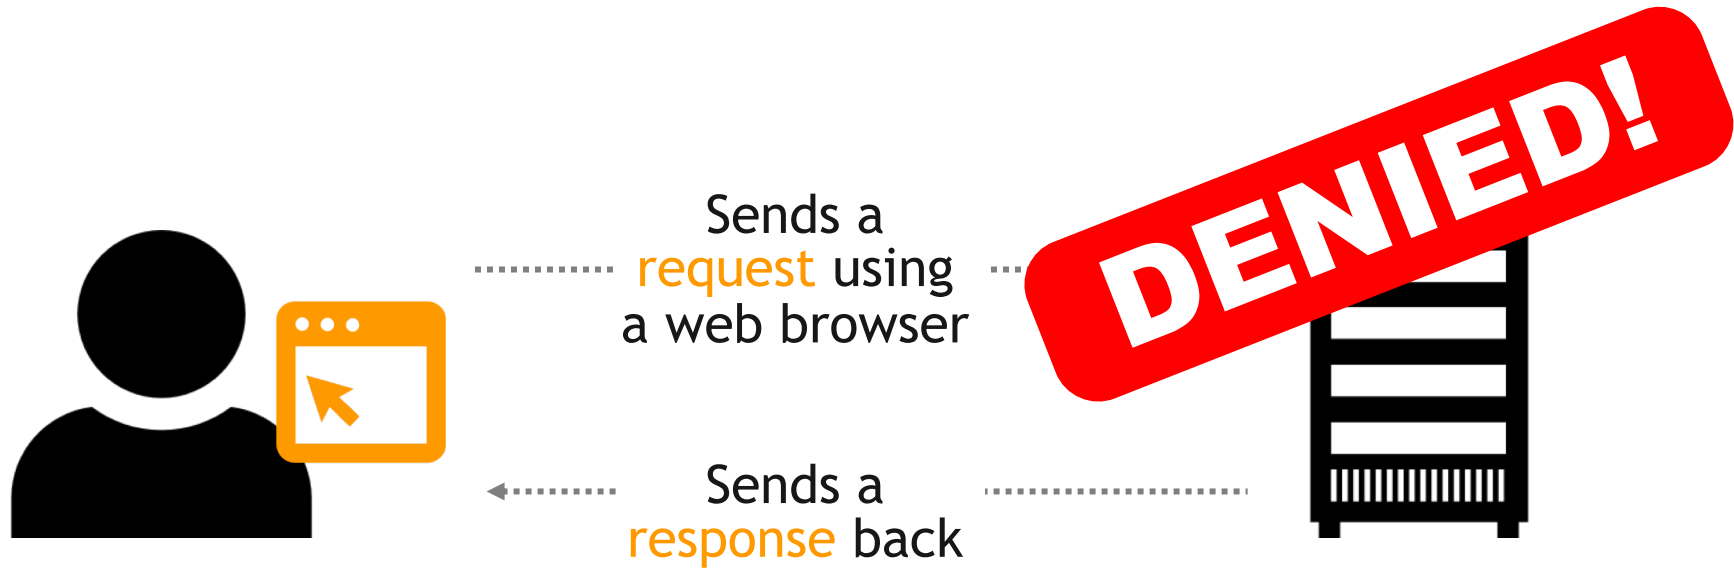 Sends a
request using
a web browser
DENIED!
Sends a
response back